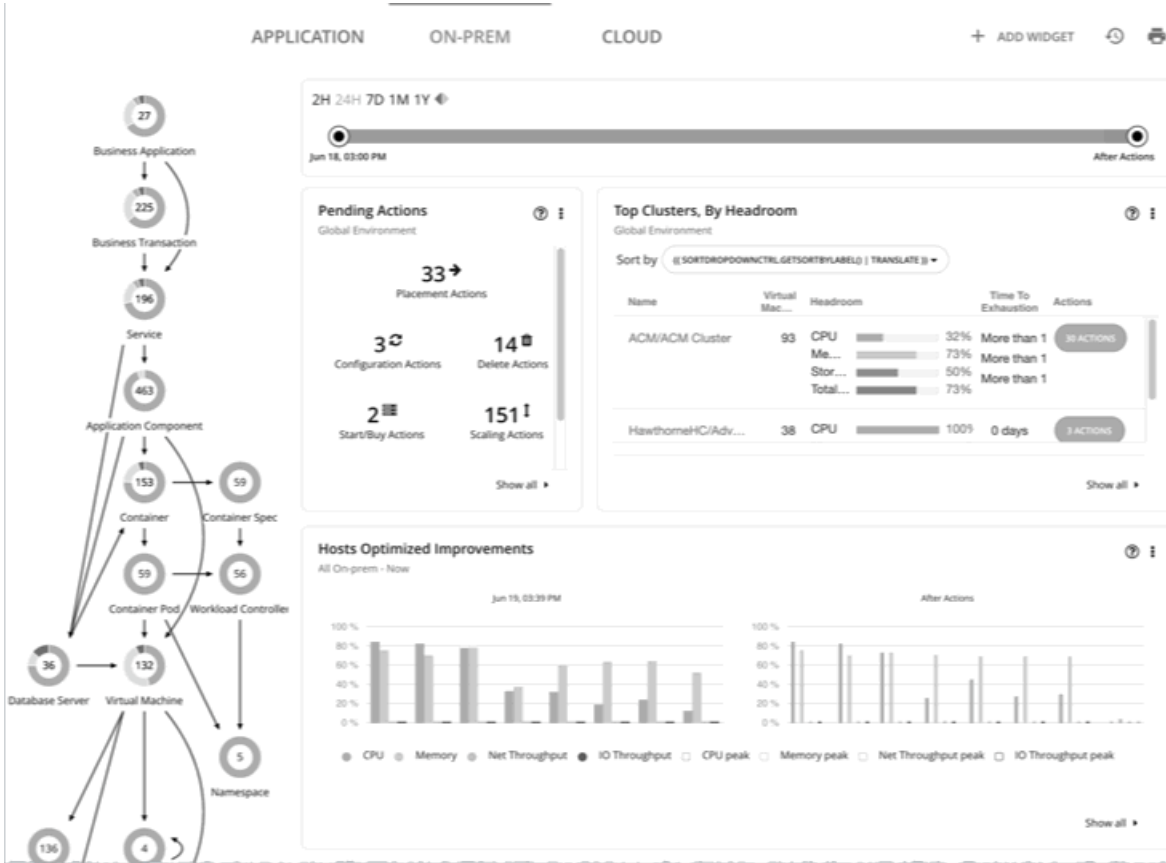 APPLICATION ON-PREM CLOUD + ADD WIDGET
2H 24H 7D 1M 1Y
Jun 18, 03:00 PM After Actions
27
Business Application
225
Business Transaction
196
Service
463
Application Component
153 59
Container Container Spec
59 56
Container Pod Workload Controller
36 132
Database Server Virtual Machine
5
Namespace
136 4
Pending Actions
Global Environment
33
Placement Actions
3 14
Configuration Actions Delete Actions
2 151
Start/Buy Actions Scaling Actions
Show all
Top Clusters, By Headroom
Global Environment
Sort by {{ SORTDROPDOWNCTRL.GETSORTBYLABEL() | TRANSLATE }}
Name Virtual Mac... Headroom Time To Exhaustion Actions
ACM/ACM Cluster 93 CPU 32% More than 1 30 ACTIONS
Me... 73% More than 1
Stor... 50% More than 1
Total... 73%
HawthorneHC/Adv... 38 CPU 100% 0 days 3 ACTIONS
Show all
Hosts Optimized Improvements
All On-prem - Now
Jun 19, 03:39 PM After Actions
100 % 100 %
80 % 80 %
60 % 60 %
40 % 40 %
20 % 20 %
0 % 0 %
CPU Memory Net Throughput IO Throughput CPU peak Memory peak Net Throughput peak IO Throughput peak
Show all